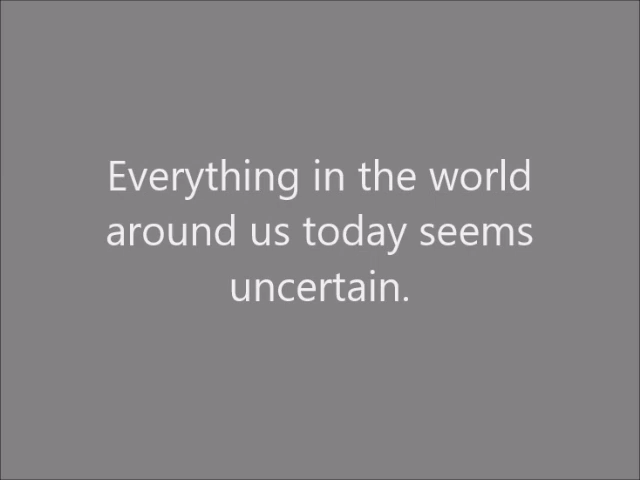 Everything in the world
around us today seems
uncertain.